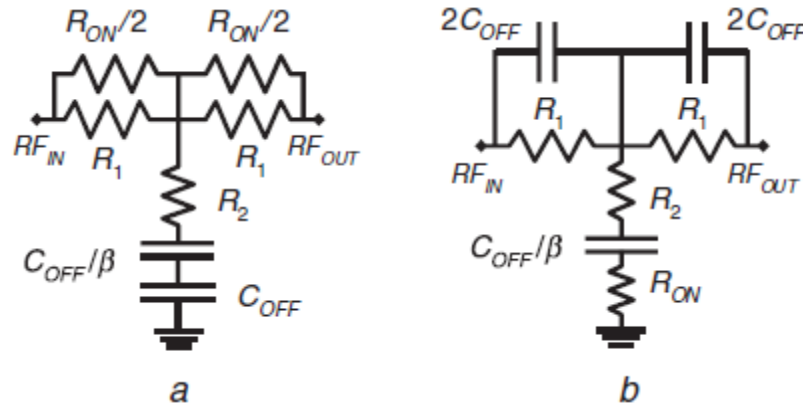 R_ON/2 R_ON/2
RF_IN R_1 R_1 RF_OUT
R_2
C_OFF/β
C_OFF
a
2C_OFF 2C_OFF
R_1 R_1
RF_IN RF_OUT
R_2
C_OFF/β
R_ON
b